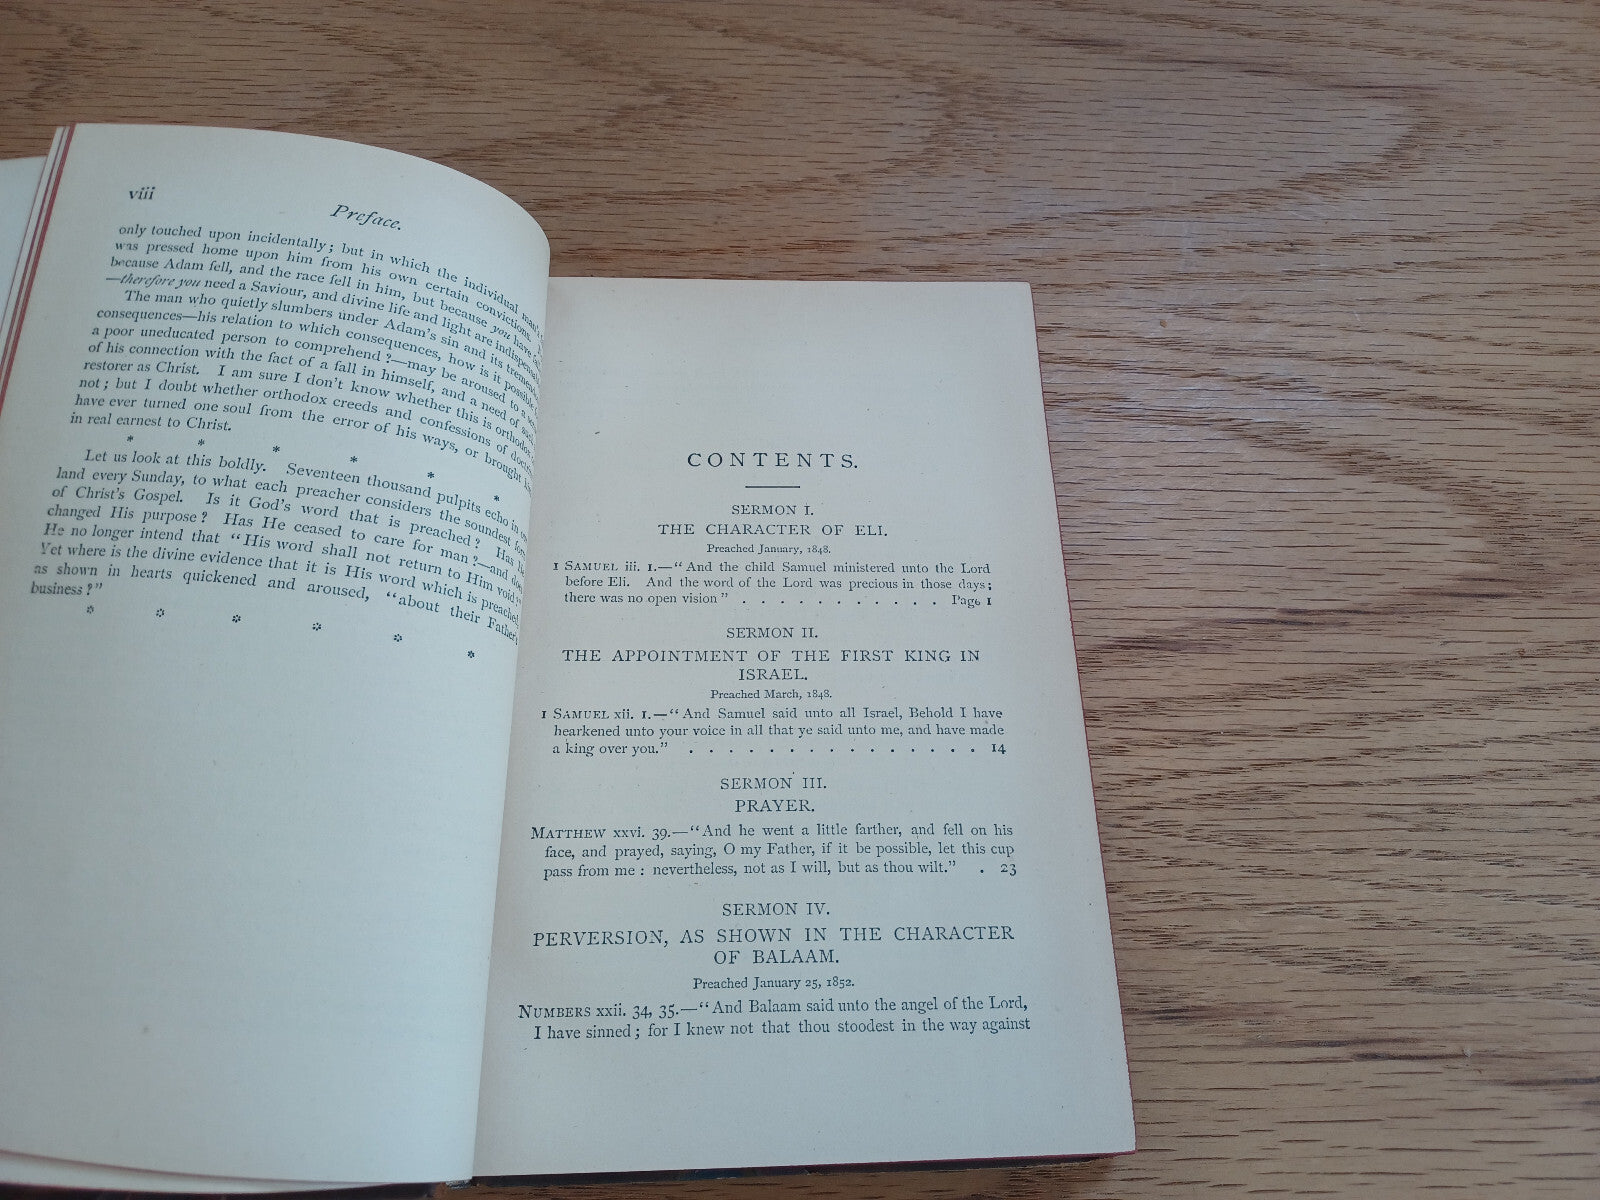 viii
Preface.
only touched upon incidentally; but in which the individual man's
was pressed home upon him from his own certain convictions.
because Adam fell, and the race fell in him, but because you have
—therefore you need a Saviour, and divine life and light are
The man who quietly slumbers under Adam's sin and its
consequences—his relation to which consequences, how is it possible
a poor uneducated person to comprehend?—may be aroused to a
of his connection with the fact of a fall in himself, and a need of such
restorer as Christ. I am sure I don't know whether this is orthodox
not; but I doubt whether orthodox creeds and confessions of
have ever turned one soul from the error of his ways, or brought
in real earnest to Christ.
* * * * * *
Let us look at this boldly. Seventeen thousand pulpits echo in
land every Sunday, to what each preacher considers the soundest
of Christ's Gospel. Is it God's word that is preached? Has
changed His purpose? Has He ceased to care for man?—and does
He no longer intend that "His word shall not return to Him void"
Yet where is the divine evidence that it is His word which is preached,
as shown in hearts quickened and aroused, "about their Father's
business?"
* * * * * *
CONTENTS.
SERMON I.
THE CHARACTER OF ELI.
Preached January, 1848.
1 SAMUEL iii. 1.—"And the child Samuel ministered unto the Lord
before Eli. And the word of the Lord was precious in those days;
there was no open vision" . . . . . . . . . . . Page 1
SERMON II.
THE APPOINTMENT OF THE FIRST KING IN
ISRAEL.
Preached March, 1848.
1 SAMUEL xii. 1.—"And Samuel said unto all Israel, Behold I have
hearkened unto your voice in all that ye said unto me, and have made
a king over you." . . . . . . . . . . . . . . . 14
SERMON III.
PRAYER.
MATTHEW xxvi. 39.—"And he went a little farther, and fell on his
face, and prayed, saying, O my Father, if it be possible, let this cup
pass from me: nevertheless, not as I will, but as thou wilt." . 23
SERMON IV.
PERVERSION, AS SHOWN IN THE CHARACTER
OF BALAAM.
Preached January 25, 1852.
NUMBERS xxii. 34, 35.—"And Balaam said unto the angel of the Lord,
I have sinned; for I knew not that thou stoodest in the way against